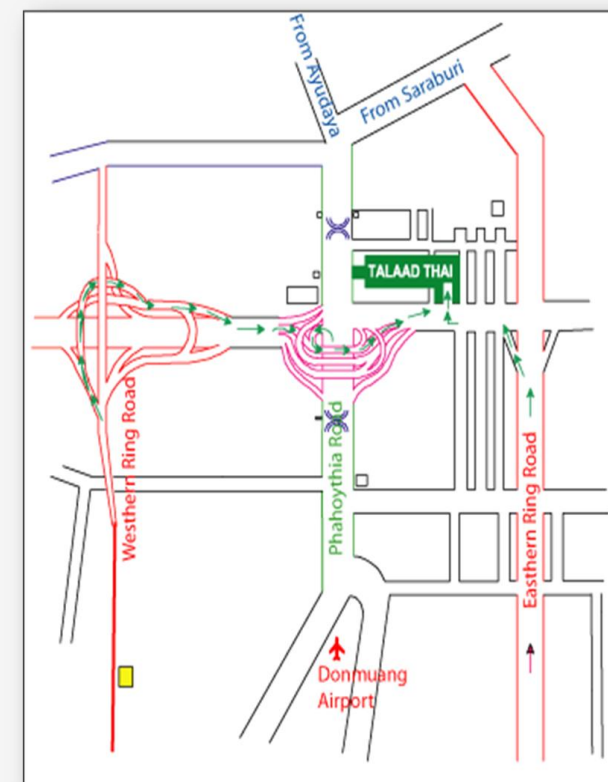 From Ayudaya
From Saraburi
TALAAD THAI
Westhern Ring Road
Phahoythia Road
Easthern Ring Road
Donmuang
Airport